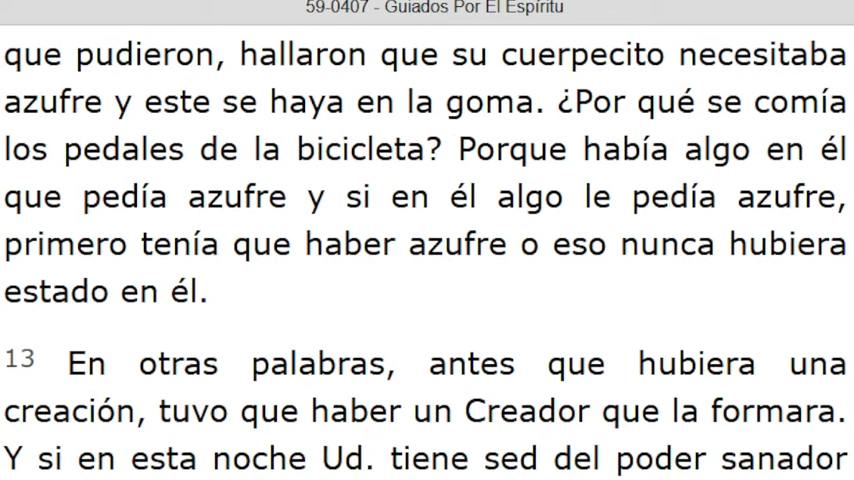 59-0407 - Guiados Por El Espíritu
que pudieron, hallaron que su cuerpecito necesitaba
azufre y este se haya en la goma. ¿Por qué se comía
los pedales de la bicicleta? Porque había algo en él
que pedía azufre y si en él algo le pedía azufre,
primero tenía que haber azufre o eso nunca hubiera
estado en él.
13 En otras palabras, antes que hubiera una
creación, tuvo que haber un Creador que la formara.
Y si en esta noche Ud. tiene sed del poder sanador